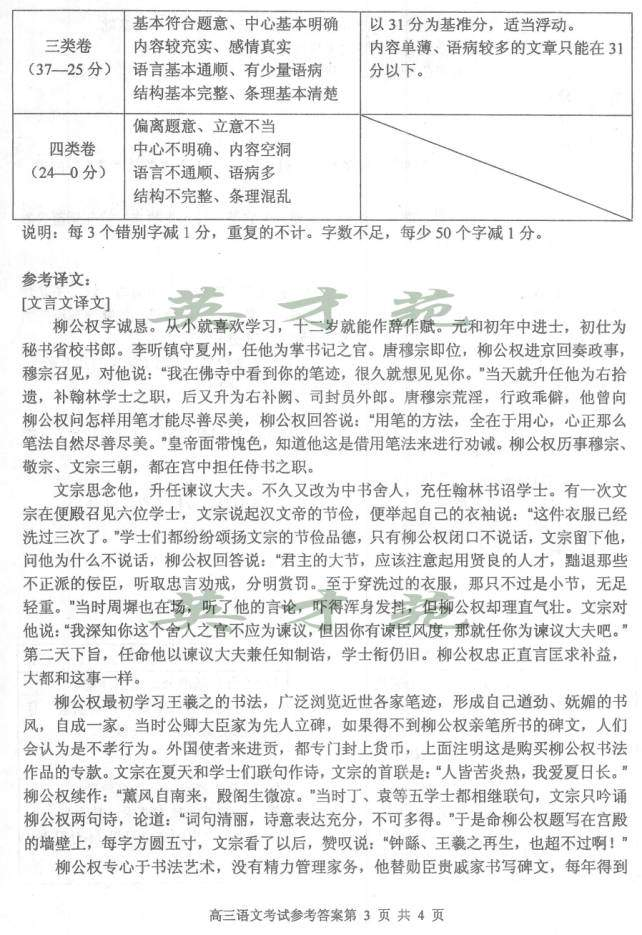 三类卷
（37—25 分）
基本符合题意、中心基本明确
内容较充实、感情真实
语言基本通顺、有少量语病
结构基本完整、条理基本清楚
以 31 分为基准分，适当浮动。
内容单薄、语病较多的文章只能在 31
分以下。
四类卷
（24—0 分）
偏离题意、立意不当
中心不明确、内容空洞
语言不通顺、语病多
结构不完整、条理混乱
说明：每 3 个错别字减 1 分，重复的不计。字数不足，每少 50 个字减 1 分。
参考译文：
[文言文译文]
柳公权字诚恳。从小就喜欢学习，十二岁就能作辞作赋。元和初年中进士，初仕为
秘书省校书郎。李听镇守夏州，任他为掌书记之官。唐穆宗即位，柳公权进京回奏政事，
穆宗召见，对他说：“我在佛寺中看到你的笔迹，很久就想见见你。”当天就升任他为右拾
遗，补翰林学士之职，后又升为右补阙、司封员外郎。唐穆宗荒淫，行政乖僻，他曾向
柳公权问怎样用笔才能尽善尽美，柳公权回答说：“用笔的方法，全在于用心，心正那么
笔法自然尽善尽美。”皇帝面带愧色，知道他这是借用笔法来进行劝诫。柳公权历事穆宗、
敬宗、文宗三朝，都在宫中担任侍书之职。
文宗思念他，升任谏议大夫。不久又改为中书舍人，充任翰林书诏学士。有一次文
宗在便殿召见六位学士，文宗说起汉文帝的节俭，便举起自己的衣袖说：“这件衣服已经
洗过三次了。”学士们都纷纷颂扬文宗的节俭品德，只有柳公权闭口不说话，文宗留下他，
问他为什么不说话，柳公权回答说：“君主的大节，应该注意起用贤良的人才，黜退那些
不正派的佞臣，听取忠言劝戒，分明赏罚。至于穿洗过的衣服，那只不过是小节，无足
轻重。”当时周墀也在场，听了他的言论，吓得浑身发抖，但柳公权却理直气壮。文宗对
他说：“我深知你这个舍人之官不应为谏议，但因你有谏臣风度，那就任你为谏议大夫吧。”
第二天下旨，任命他以谏议大夫兼任知制诰，学士衔仍旧。柳公权忠正直言匡求补益，
大都和这事一样。
柳公权最初学习王羲之的书法，广泛浏览近世各家笔迹，形成自己遒劲、妩媚的书
风，自成一家。当时公卿大臣家为先人立碑，如果得不到柳公权亲笔所书的碑文，人们
会认为是不孝行为。外国使者来进贡，都专门封上货币，上面注明这是购买柳公权书法
作品的专款。文宗在夏天和学士们联句作诗，文宗的首联是：“人皆苦炎热，我爱夏日长。”
柳公权续作：“薰风自南来，殿阁生微凉。”当时丁、袁等五学士都相继联句，文宗只吟诵
柳公权两句诗，论道：“词句清丽，诗意表达充分，不可多得。”于是命柳公权题写在宫殿
的墙壁上，每字方圆五寸，文宗看了以后，赞叹说：“钟繇、王羲之再生，也超不过啊！”
柳公权专心于书法艺术，没有精力管理家务，他替勋臣贵戚家书写碑文，每年得到
高三语文考试参考答案第 3 页 共 4 页
英才苑
英才苑